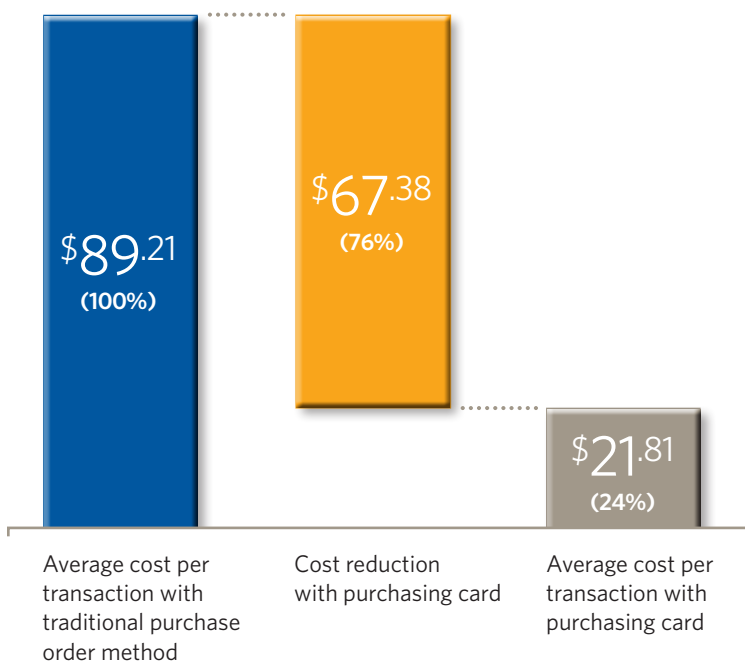 $89.21
(100%)
$67.38
(76%)
$21.81
(24%)
Average cost per
transaction with
traditional purchase
order method
Cost reduction
with purchasing card
Average cost per
transaction with
purchasing card